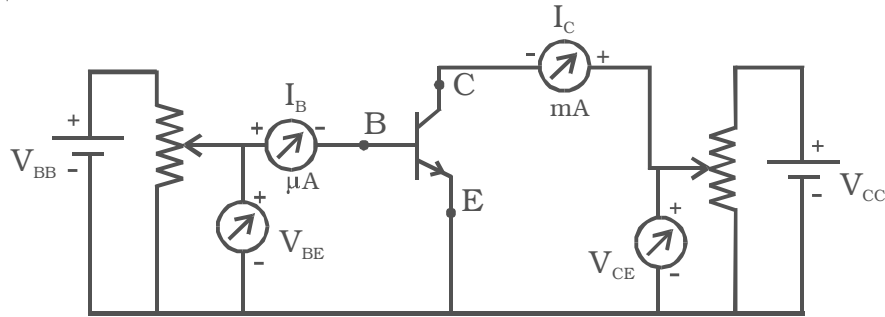 I_C
- +
C
mA
I_B
+ -
B
μA
+
V_BB
-
E
+
V_BE
-
+
V_CE
-
+
V_CC
-